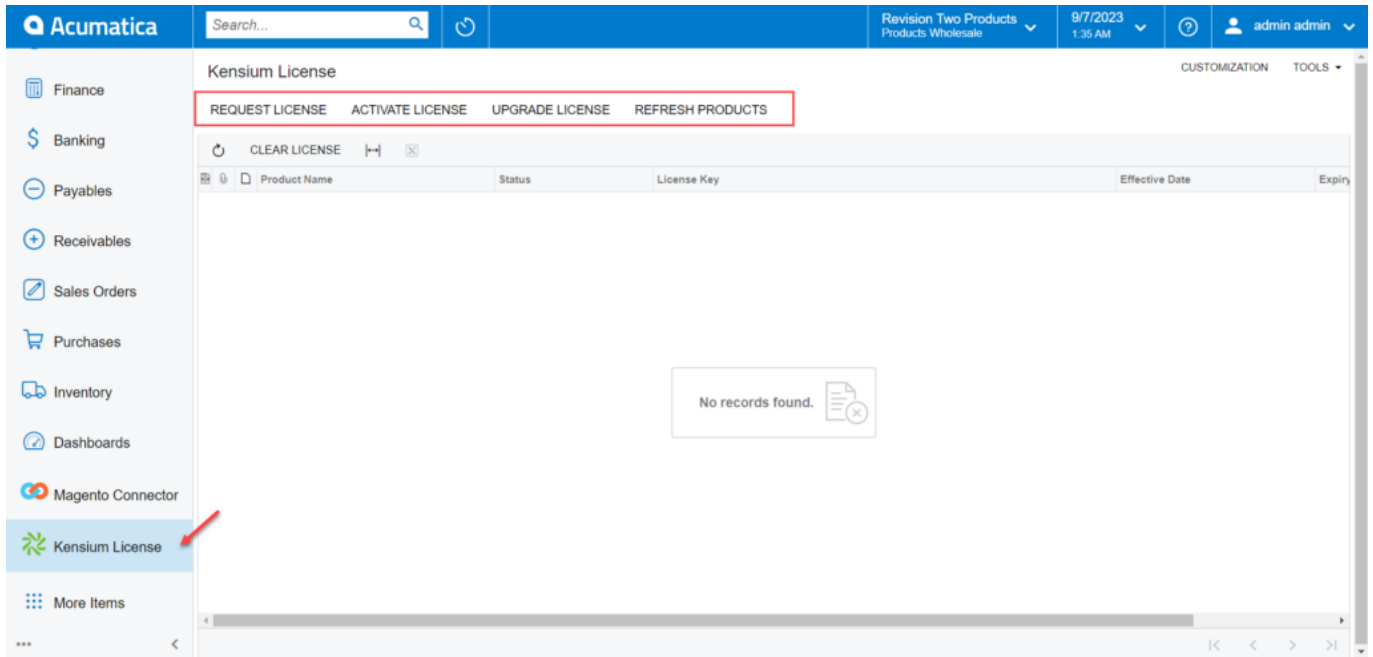 Acumatica
Search...
Revision Two Products
Products Wholesale
9/7/2023
1:35 AM
admin admin
Finance
Banking
Payables
Receivables
Sales Orders
Purchases
Inventory
Dashboards
Magento Connector
Kensium License
More Items
Kensium License
CUSTOMIZATION TOOLS
REQUEST LICENSE ACTIVATE LICENSE UPGRADE LICENSE REFRESH PRODUCTS
CLEAR LICENSE
Product Name Status License Key Effective Date Expiry
No records found.